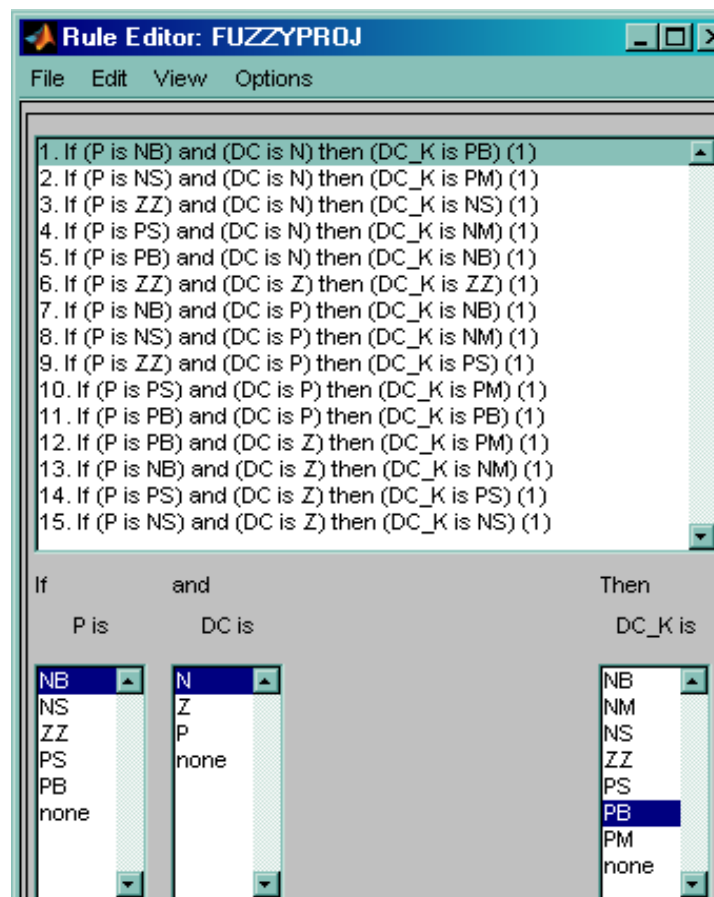 Rule Editor: FUZZYPROJ
File Edit View Options
1. If (P is NB) and (DC is N) then (DC_K is PB) (1)
2. If (P is NS) and (DC is N) then (DC_K is PM) (1)
3. If (P is ZZ) and (DC is N) then (DC_K is NS) (1)
4. If (P is PS) and (DC is N) then (DC_K is NM) (1)
5. If (P is PB) and (DC is N) then (DC_K is NB) (1)
6. If (P is ZZ) and (DC is Z) then (DC_K is ZZ) (1)
7. If (P is NB) and (DC is P) then (DC_K is NB) (1)
8. If (P is NS) and (DC is P) then (DC_K is NM) (1)
9. If (P is ZZ) and (DC is P) then (DC_K is PS) (1)
10. If (P is PS) and (DC is P) then (DC_K is PM) (1)
11. If (P is PB) and (DC is P) then (DC_K is PB) (1)
12. If (P is PB) and (DC is Z) then (DC_K is PM) (1)
13. If (P is NB) and (DC is Z) then (DC_K is NM) (1)
14. If (P is PS) and (DC is Z) then (DC_K is PS) (1)
15. If (P is NS) and (DC is Z) then (DC_K is NS) (1)
If and Then
P is DC is DC_K is
NB
NS
ZZ
PS
PB
none
N
Z
P
none
NB
NM
NS
ZZ
PS
PB
PM
none